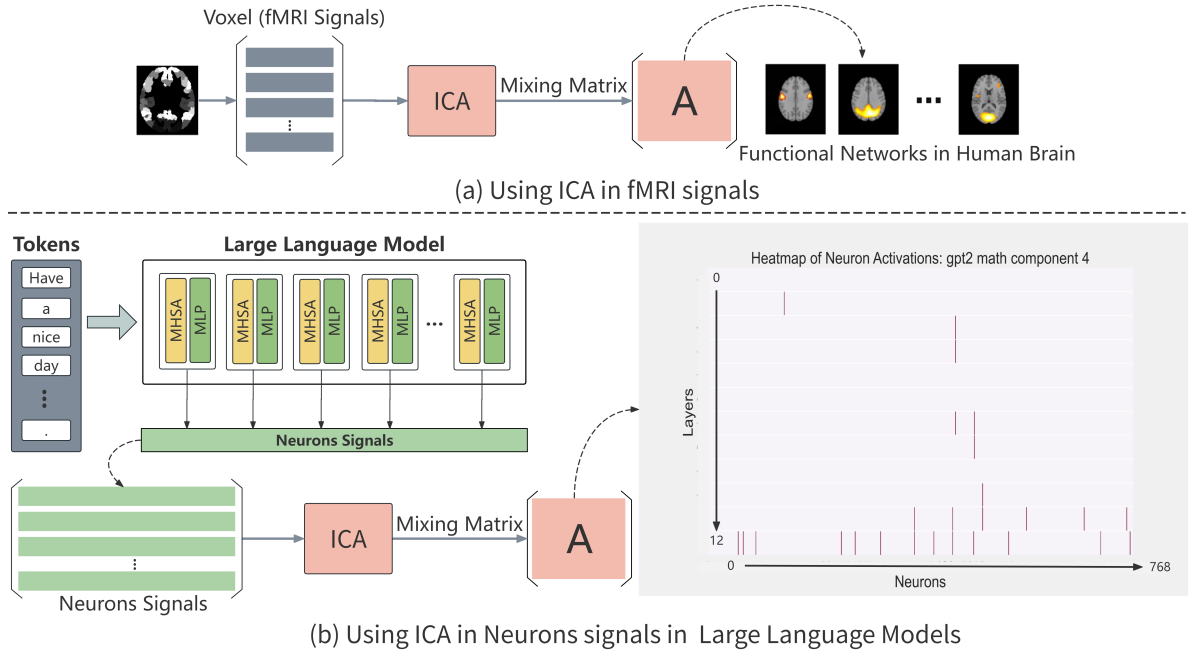 Voxel (fMRI Signals)
ICA
Mixing Matrix
A
Functional Networks in Human Brain
(a) Using ICA in fMRI signals
Tokens
Have
a
nice
day
.
Large Language Model
MHSA
MLP
MHSA
MLP
MHSA
MLP
MHSA
MLP
MHSA
MLP
Neurons Signals
Neurons Signals
ICA
Mixing Matrix
A
Heatmap of Neuron Activations: gpt2 math component 4
0
Layers
12
0
768
Neurons
(b) Using ICA in Neurons signals in Large Language Models